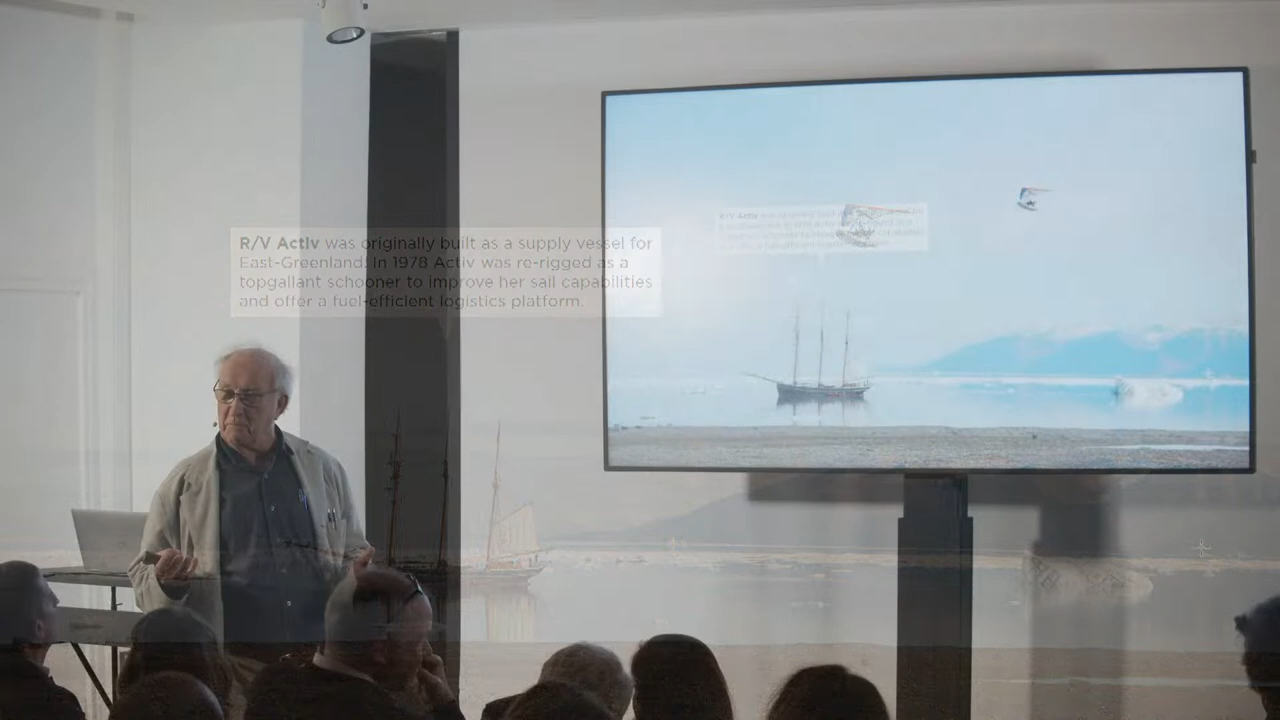 R/V Activ was originally built as a supply vessel for
East-Greenland. In 1978 Activ was re-rigged as a
topgallant schooner to improve her sail capabilities
and offer a fuel-efficient logistics platform.
R/V Activ